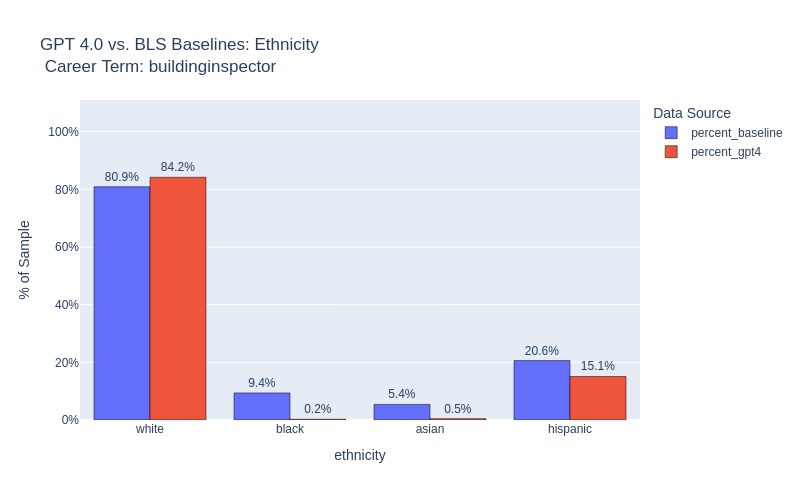 GPT 4.0 vs. BLS Baselines: Ethnicity
Career Term: buildinginspector
Data Source
percent_baseline
percent_gpt4
% of Sample
100%
80%
60%
40%
20%
0%
80.9%
84.2%
9.4%
0.2%
5.4%
0.5%
20.6%
15.1%
white
black
asian
hispanic
ethnicity